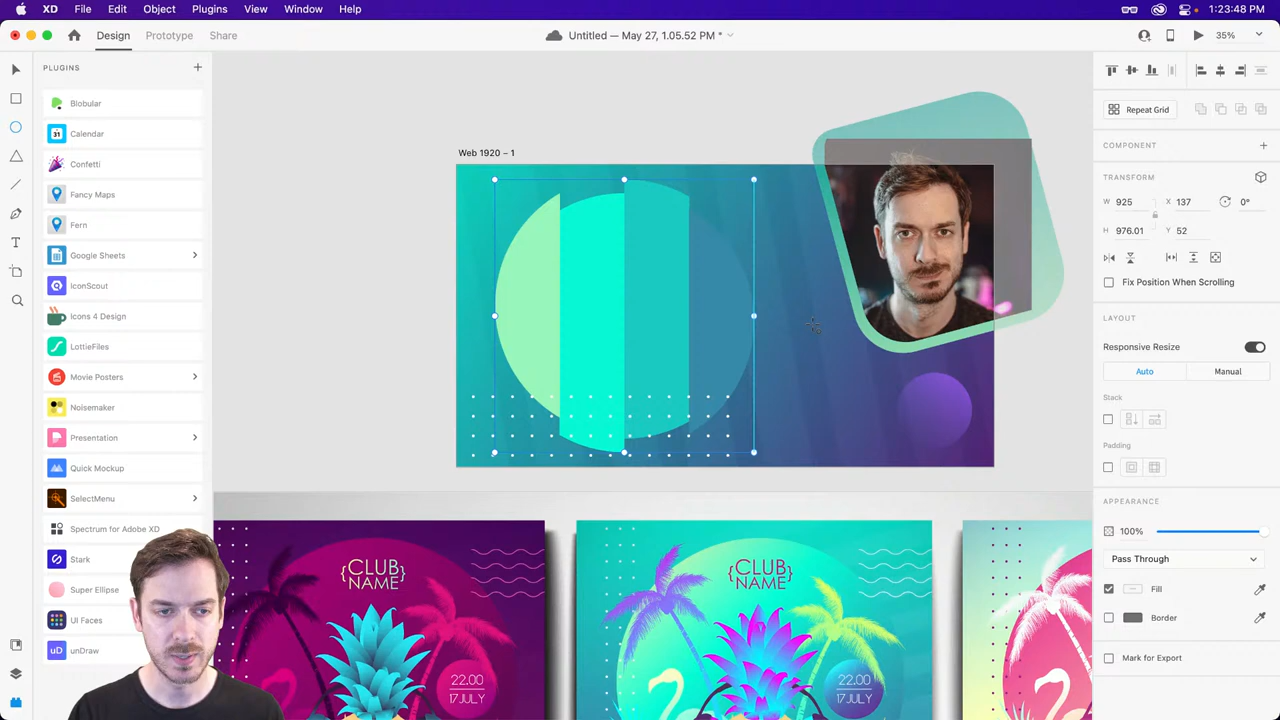 XD File Edit Object Plugins View Window Help 1:23:48 PM
Design Prototype Share Untitled — May 27, 1.05.52 PM * 35%
PLUGINS
Blobular
Calendar
Confetti
Fancy Maps
Fern
Google Sheets
IconScout
Icons 4 Design
LottieFiles
Movie Posters
Noisemaker
Presentation
Quick Mockup
SelectMenu
Spectrum for Adobe XD
Stark
Super Ellipse
UI Faces
uD unDraw
Web 1920 – 1
{CLUB
NAME}
22.00
17JULY
{CLUB
NAME}
22.00
17JULY
Repeat Grid
COMPONENT
TRANSFORM
W 925 X 137 0°
H 976.01 Y 52
Fix Position When Scrolling
LAYOUT
Responsive Resize
Auto Manual
Stack
Padding
APPEARANCE
100%
Pass Through
Fill
Border
Mark for Export